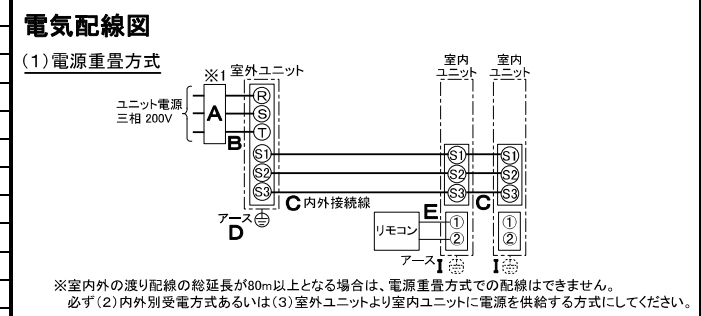 電気配線図
(1)電源重畳方式
※1 室外ユニット
室内
ユニット
室内
ユニット
ユニット電源
三相 200V
A
B
R
S
T
S1
S2
S3
S1
S2
S3
S1
S2
S3
C 内外接続線
C
アース
D
E
リモコン
①
②
①
②
アース I
I
※室内外の渡り配線の総延長が80m以上となる場合は、電源重畳方式での配線はできません。
必ず(2)内外別受電方式あるいは(3)室外ユニットより室内ユニットに電源を供給する方式にしてください。